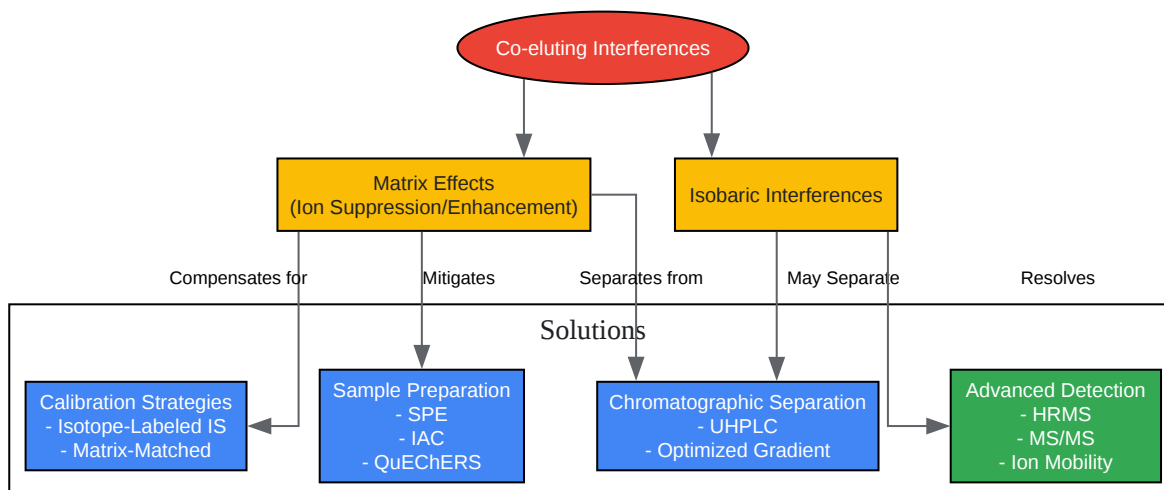 Co-eluting Interferences
Matrix Effects
(Ion Suppression/Enhancement)
Isobaric Interferences
Compensates for
Mitigates
Separates from
May Separate
Resolves
Solutions
Calibration Strategies
- Isotope-Labeled IS
- Matrix-Matched
Sample Preparation
- SPE
- IAC
- QuEChERS
Chromatographic Separation
- UHPLC
- Optimized Gradient
Advanced Detection
- HRMS
- MS/MS
- Ion Mobility